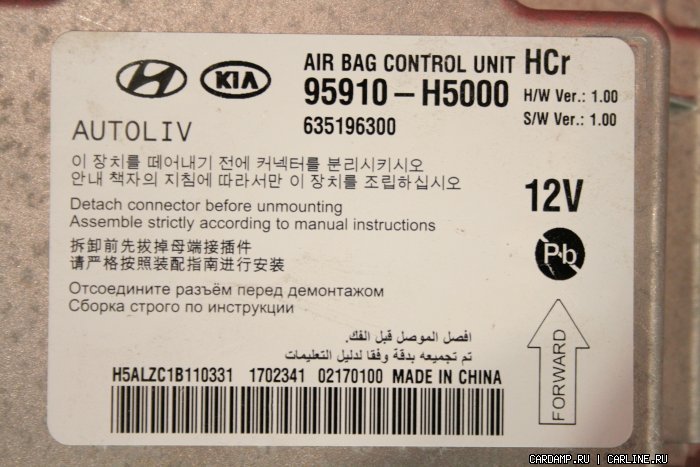 HYUNDAI KIA AIR BAG CONTROL UNIT HCr
95910-H5000 H/W Ver.: 1.00
635196300 S/W Ver.: 1.00
AUTOLIV
이 장치를 떼어내기 전에 커넥터를 분리시키시오
안내 책자의 지침에 따라서만 이 장치를 조립하십시오
12V
Detach connector before unmounting
Assemble strictly according to manual instructions
拆卸前先拔掉母端接插件
请严格按照装配指南进行安装
Pb
Отсоедините разъём перед демонтажом
Сборка строго по инструкции
افصل الموصل قبل الفك.
تم تجميعه بدقة وفقا لدليل التعليمات
FORWARD
H5ALZC1B110331 1702341 02170100 MADE IN CHINA
CARDAMP.RU | CARLINE.RU